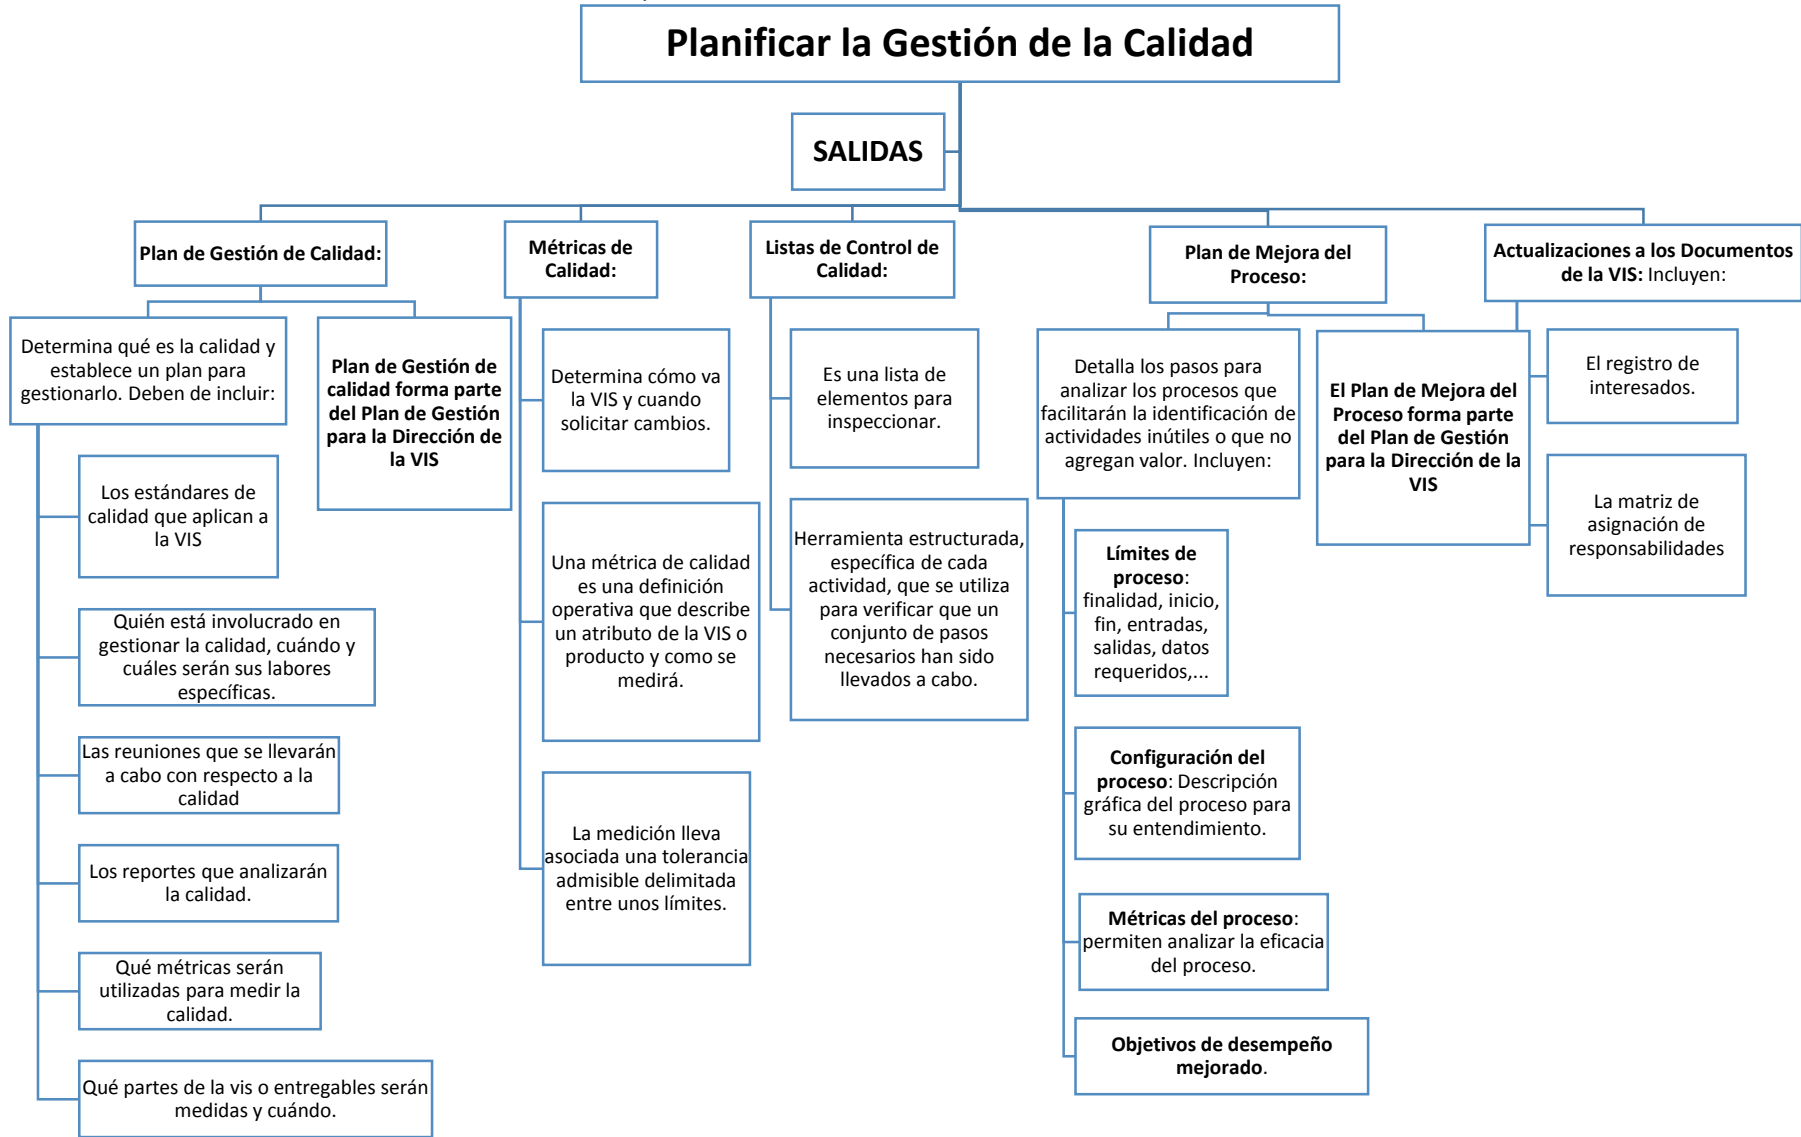 Planificar la Gestión de la Calidad
SALIDAS
Plan de Gestión de Calidad:
Determina qué es la calidad y
establece un plan para
gestionarlo. Deben de incluir:
Los estándares de
calidad que aplican a
la VIS
Quién está involucrado en
gestionar la calidad, cuándo y
cuáles serán sus labores
específicas.
Las reuniones que se llevarán
a cabo con respecto a la
calidad
Los reportes que analizarán
la calidad.
Qué métricas serán
utilizadas para medir la
calidad.
Qué partes de la vis o entregables serán
medidas y cuándo.
Plan de Gestión de
calidad forma parte
del Plan de Gestión
para la Dirección de
la VIS
Métricas de
Calidad:
Determina cómo va
la VIS y cuando
solicitar cambios.
Una métrica de calidad
es una definición
operativa que describe
un atributo de la VIS o
producto y como se
medirá.
La medición lleva
asociada una tolerancia
admisible delimitada
entre unos límites.
Listas de Control de
Calidad:
Es una lista de
elementos para
inspeccionar.
Herramienta estructurada,
específica de cada
actividad, que se utiliza
para verificar que un
conjunto de pasos
necesarios han sido
llevados a cabo.
Plan de Mejora del
Proceso:
Detalla los pasos para
analizar los procesos que
facilitarán la identificación de
actividades inútiles o que no
agregan valor. Incluyen:
Límites de
proceso:
finalidad, inicio,
fin, entradas,
salidas, datos
requeridos,...
Configuración del
proceso: Descripción
gráfica del proceso para
su entendimiento.
Métricas del proceso:
permiten analizar la eficacia
del proceso.
Objetivos de desempeño
mejorado.
El Plan de Mejora del
Proceso forma parte
del Plan de Gestión
para la Dirección de la
VIS
Actualizaciones a los Documentos
de la VIS: Incluyen:
El registro de
interesados.
La matriz de
asignación de
responsabilidades